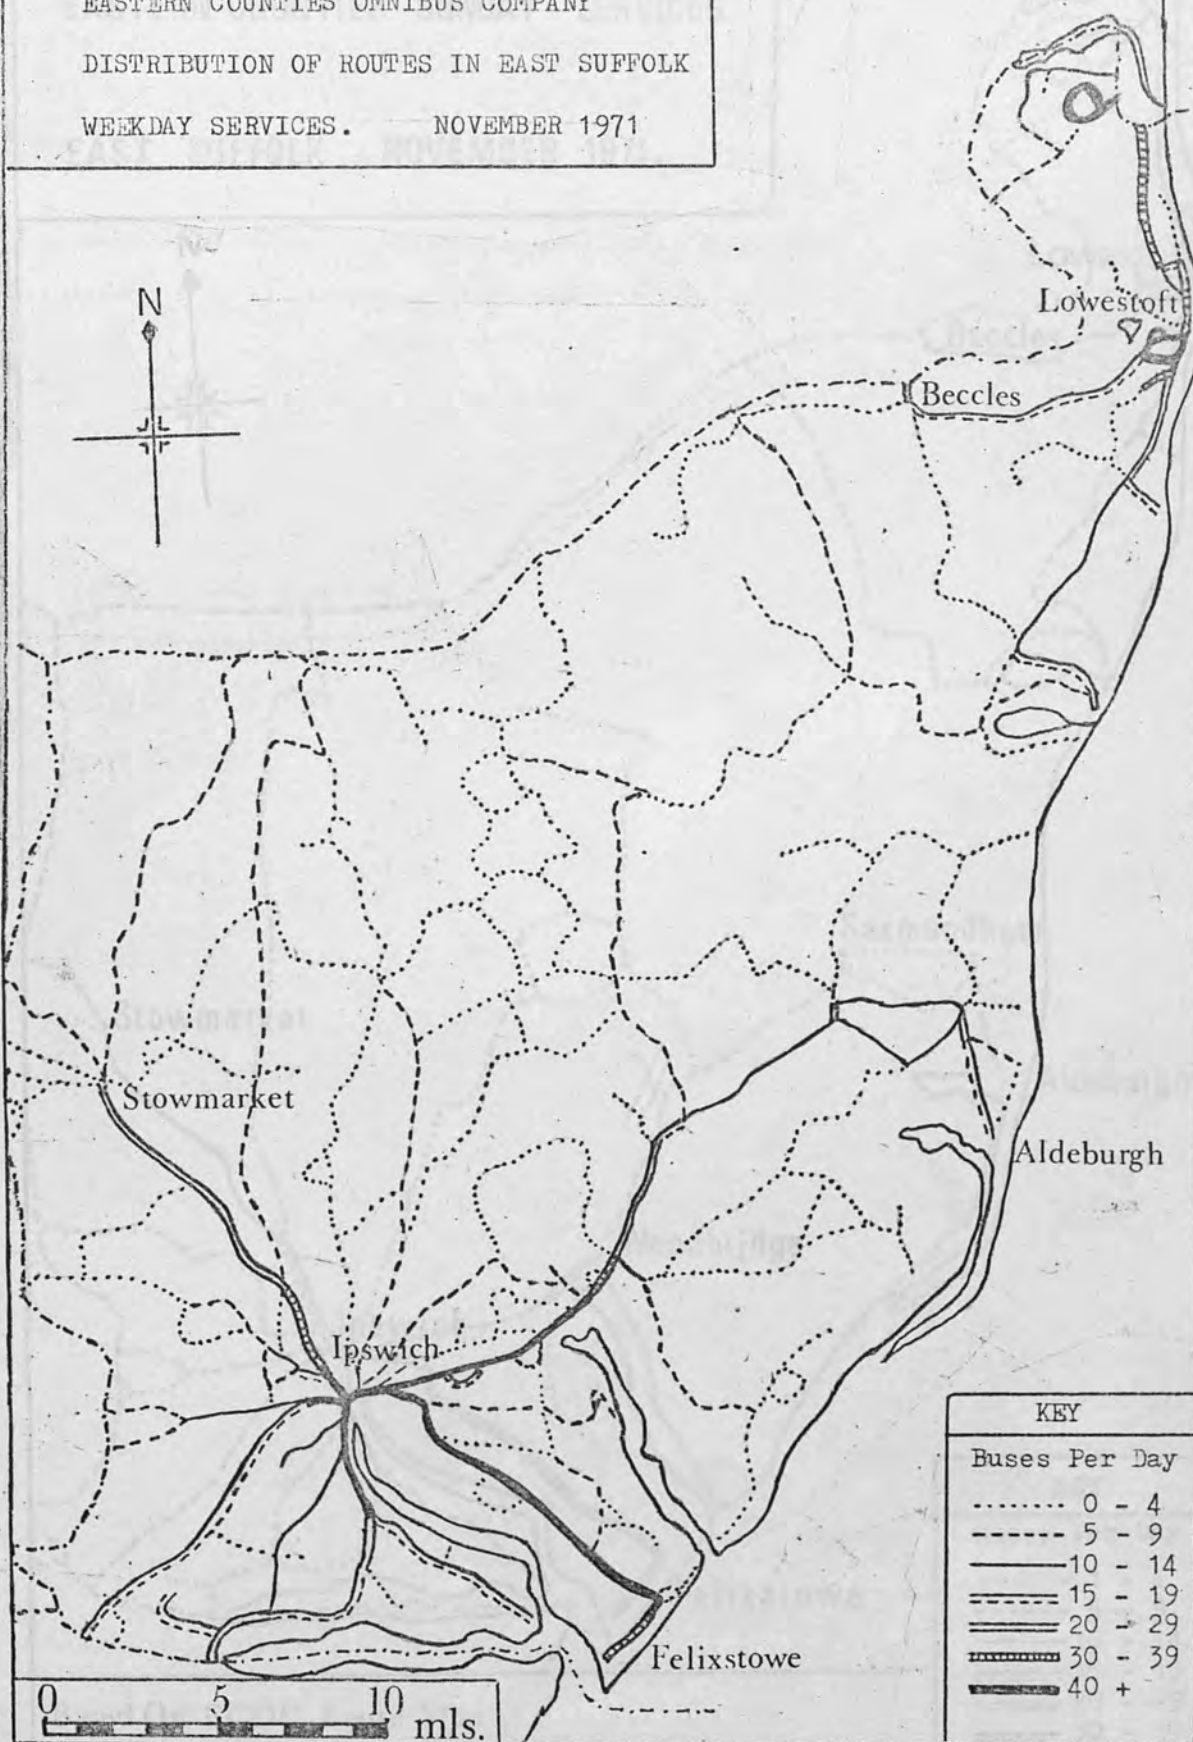 EASTERN COUNTIES OMNIBUS COMPANY
DISTRIBUTION OF ROUTES IN EAST SUFFOLK
WEEKDAY SERVICES. NOVEMBER 1971
N
Lowestoft
Beccles
Stowmarket
Aldeburgh
Ipswich
Felixstowe
KEY
Buses Per Day
0 - 4
5 - 9
10 - 14
15 - 19
20 - 29
30 - 39
40 +
0 5 10 mls.